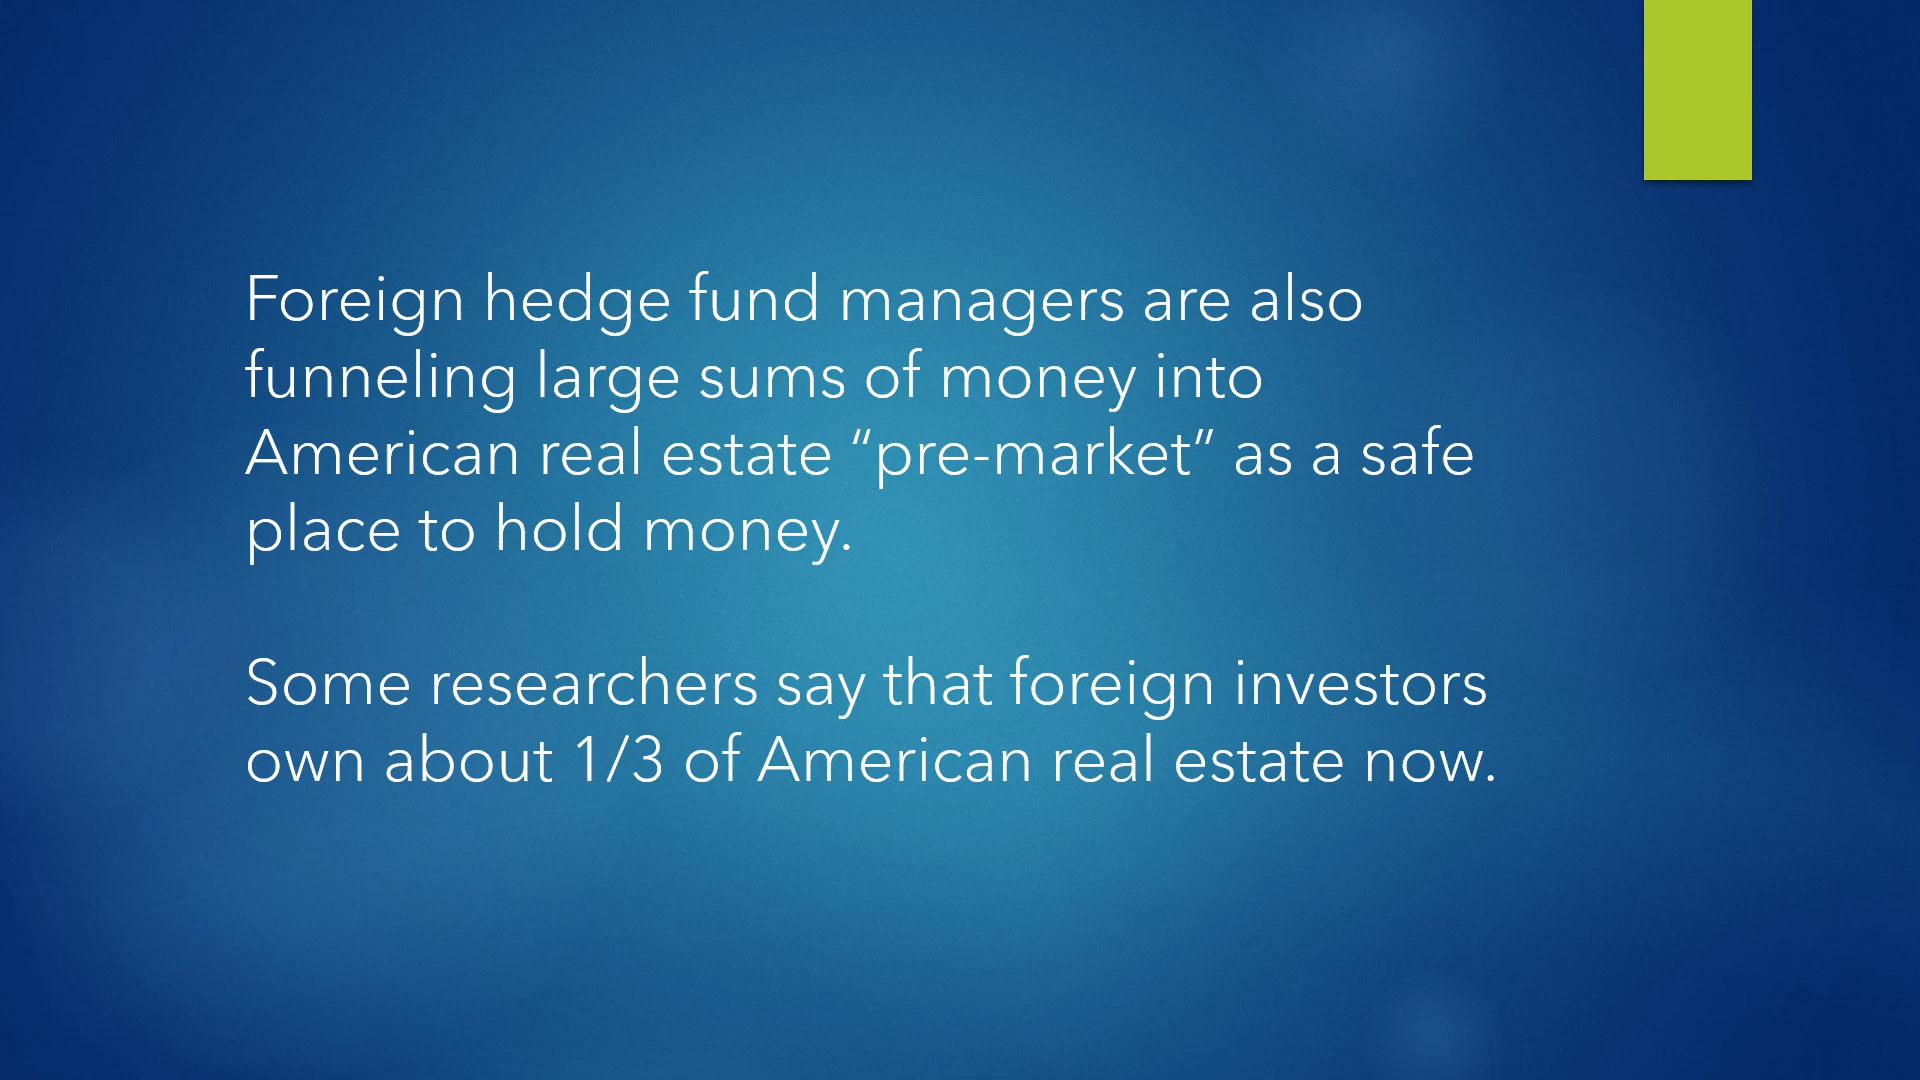 Foreign hedge fund managers are also
funneling large sums of money into
American real estate “pre-market” as a safe
place to hold money.
Some researchers say that foreign investors
own about 1/3 of American real estate now.